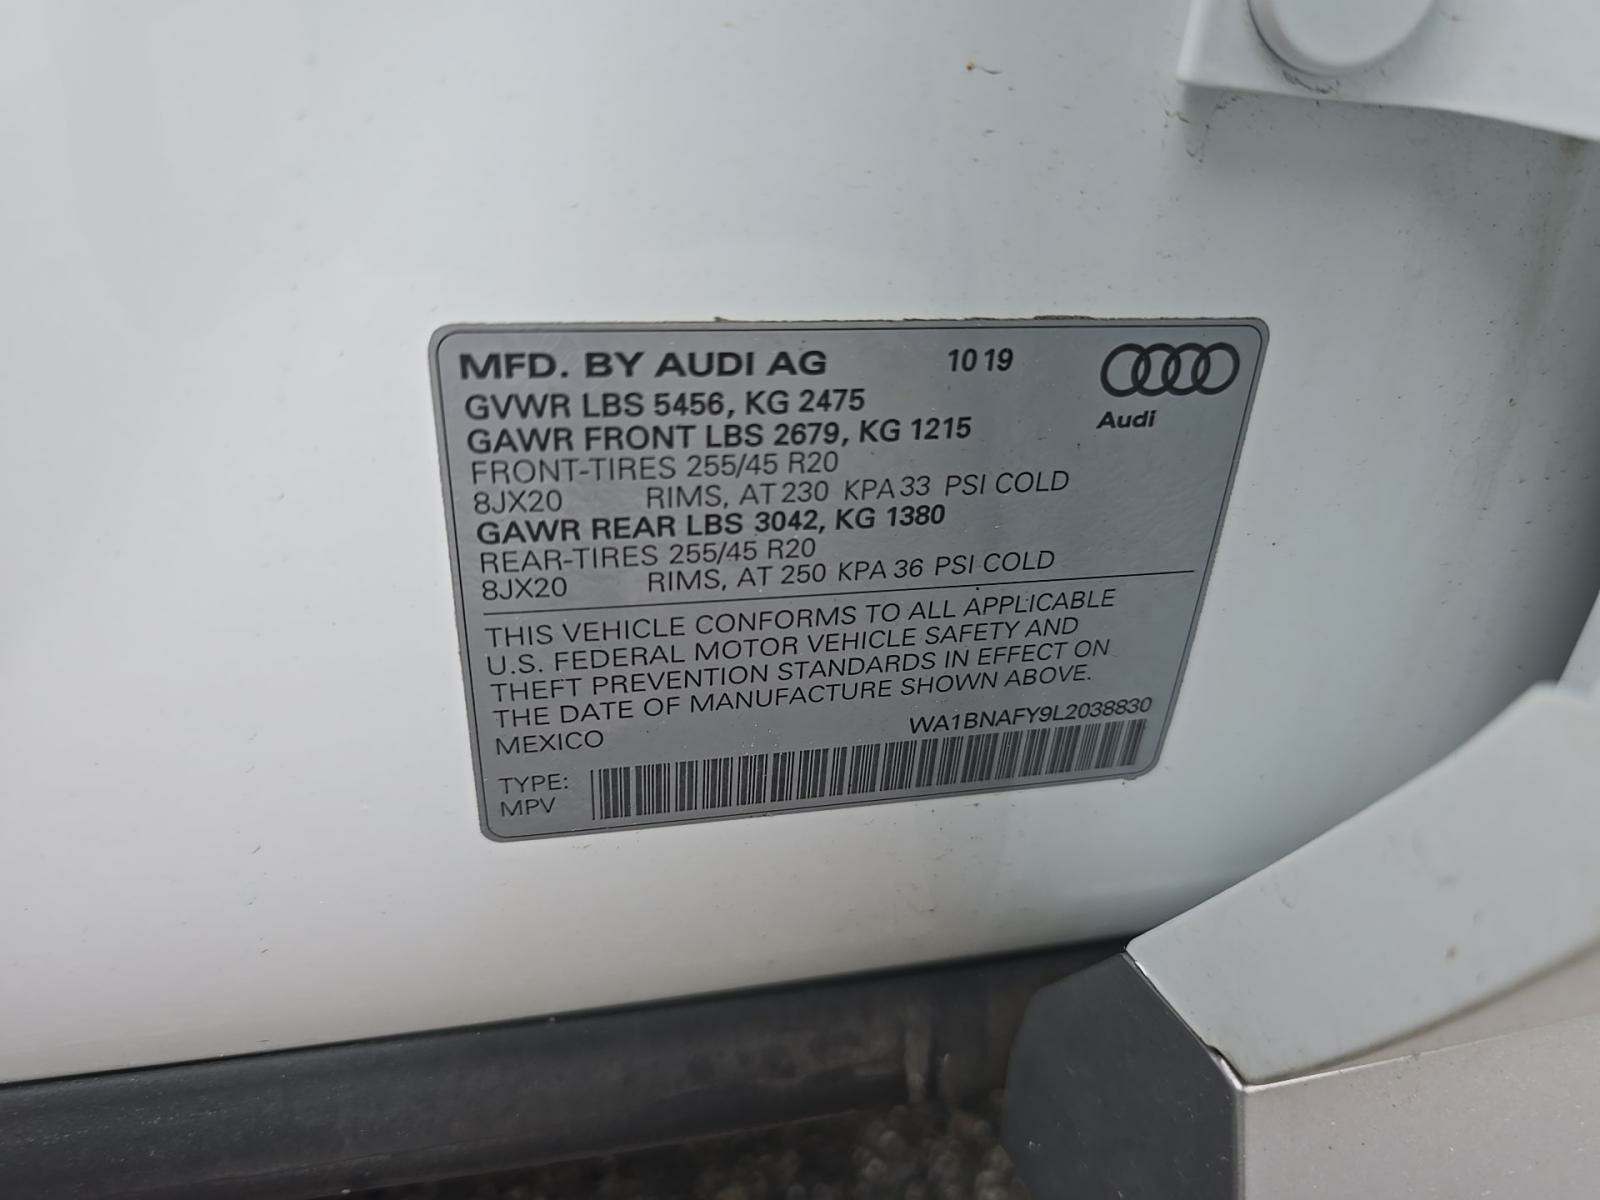 MFD. BY AUDI AG 10 19
GVWR LBS 5456, KG 2475
Audi
GAWR FRONT LBS 2679, KG 1215
FRONT-TIRES 255/45 R20
8JX20 RIMS, AT 230 KPA 33 PSI COLD
GAWR REAR LBS 3042, KG 1380
REAR-TIRES 255/45 R20
8JX20 RIMS, AT 250 KPA 36 PSI COLD
THIS VEHICLE CONFORMS TO ALL APPLICABLE
U.S. FEDERAL MOTOR VEHICLE SAFETY AND
THEFT PREVENTION STANDARDS IN EFFECT ON
THE DATE OF MANUFACTURE SHOWN ABOVE.
MEXICO WA1BNAFY9L2038830
TYPE:
MPV